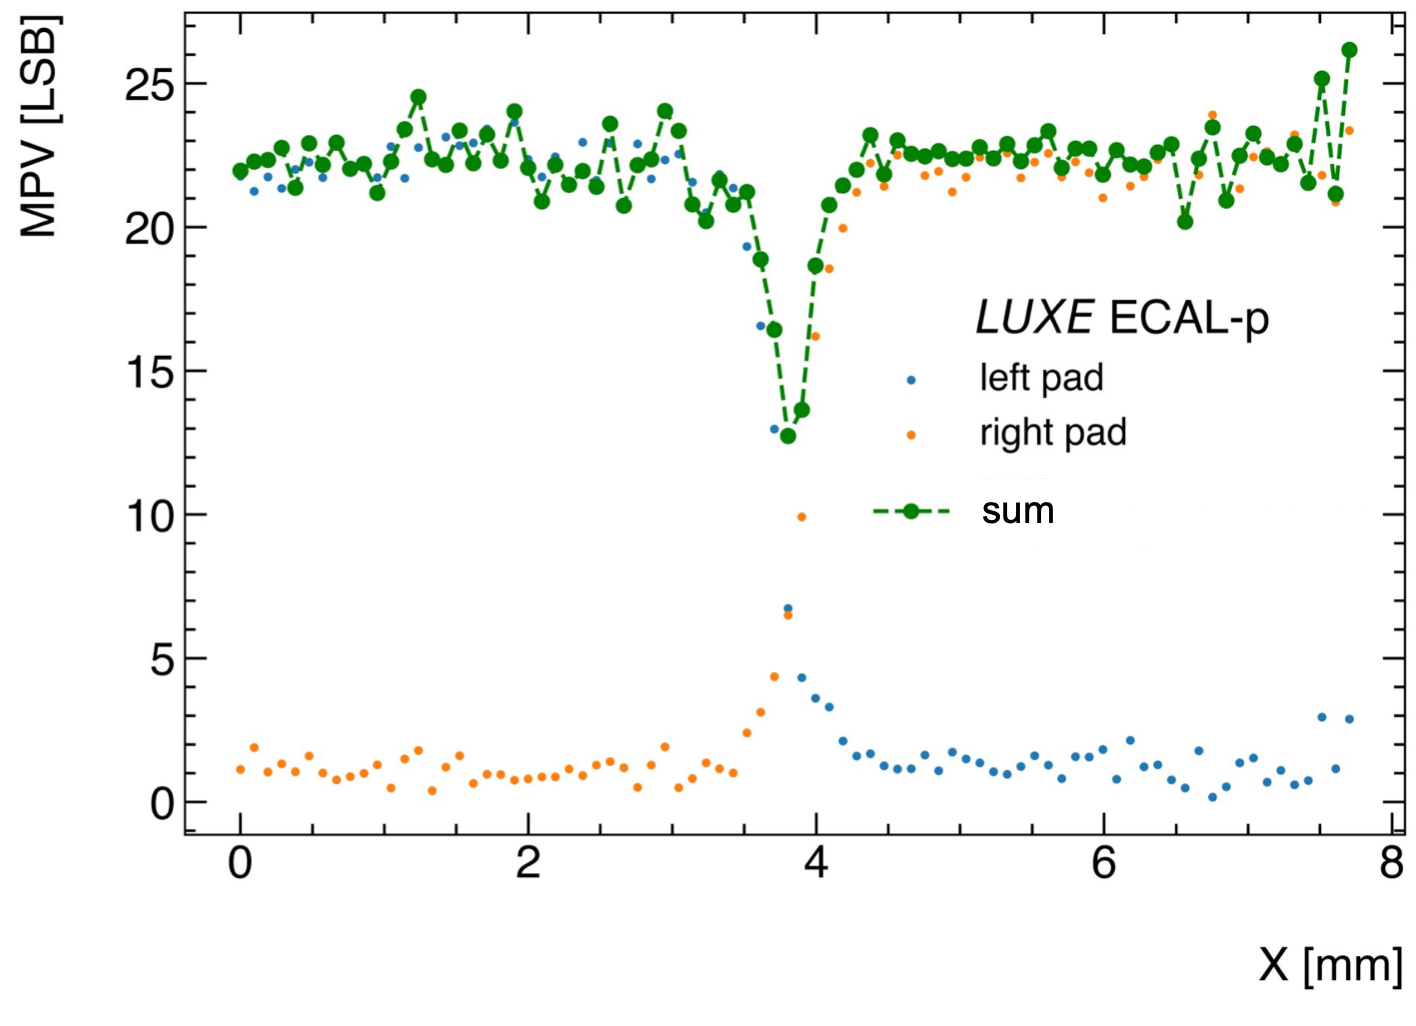 MPV [LSB]
25
20
15
10
5
0
LUXE ECAL-p
left pad
right pad
sum
0 2 4 6 8
X [mm]